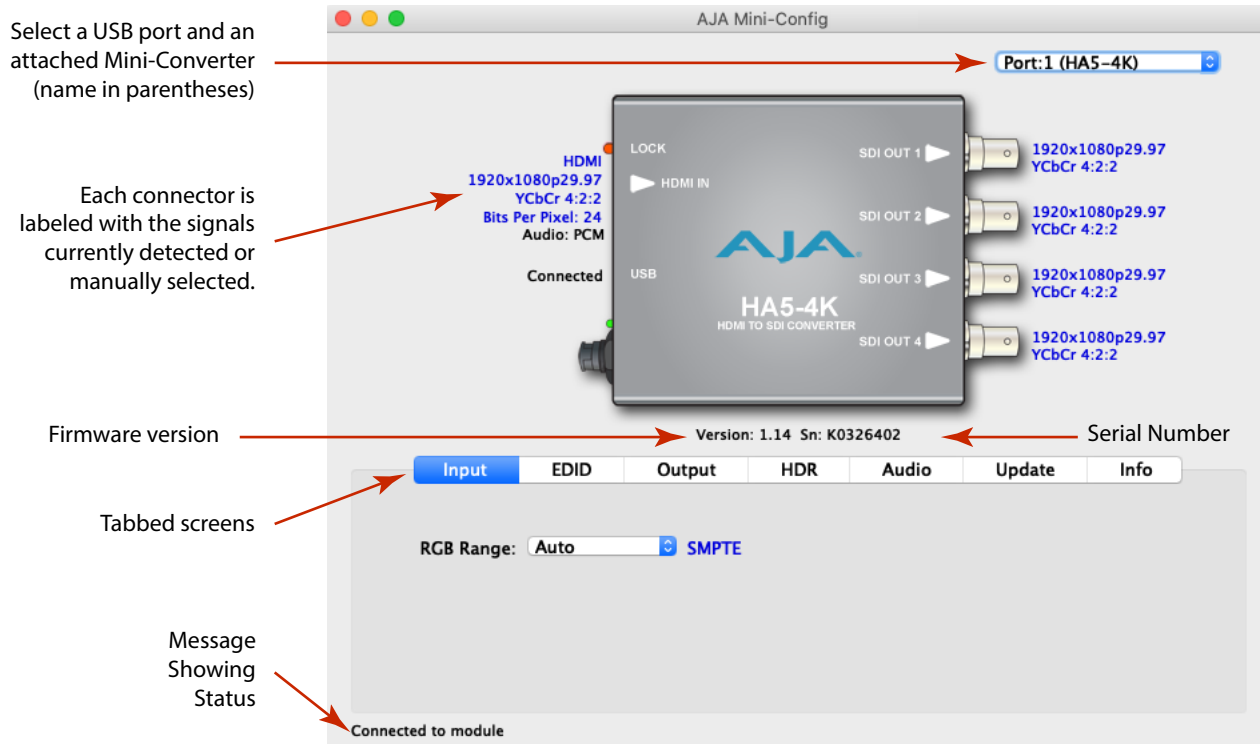 AJA Mini-Config
Select a USB port and an
attached Mini-Converter
(name in parentheses)
Port:1 (HA5-4K)
Each connector is
labeled with the signals
currently detected or
manually selected.
HDMI
1920x1080p29.97
YCbCr 4:2:2
Bits Per Pixel: 24
Audio: PCM
Connected
LOCK
HDMI IN
USB
AJA
HA5-4K
HDMI TO SDI CONVERTER
SDI OUT 1
1920x1080p29.97
YCbCr 4:2:2
SDI OUT 2
1920x1080p29.97
YCbCr 4:2:2
SDI OUT 3
1920x1080p29.97
YCbCr 4:2:2
SDI OUT 4
1920x1080p29.97
YCbCr 4:2:2
Firmware version
Version: 1.14 Sn: K0326402
Serial Number
Input EDID Output HDR Audio Update Info
Tabbed screens
RGB Range: Auto SMPTE
Message
Showing
Status
Connected to module